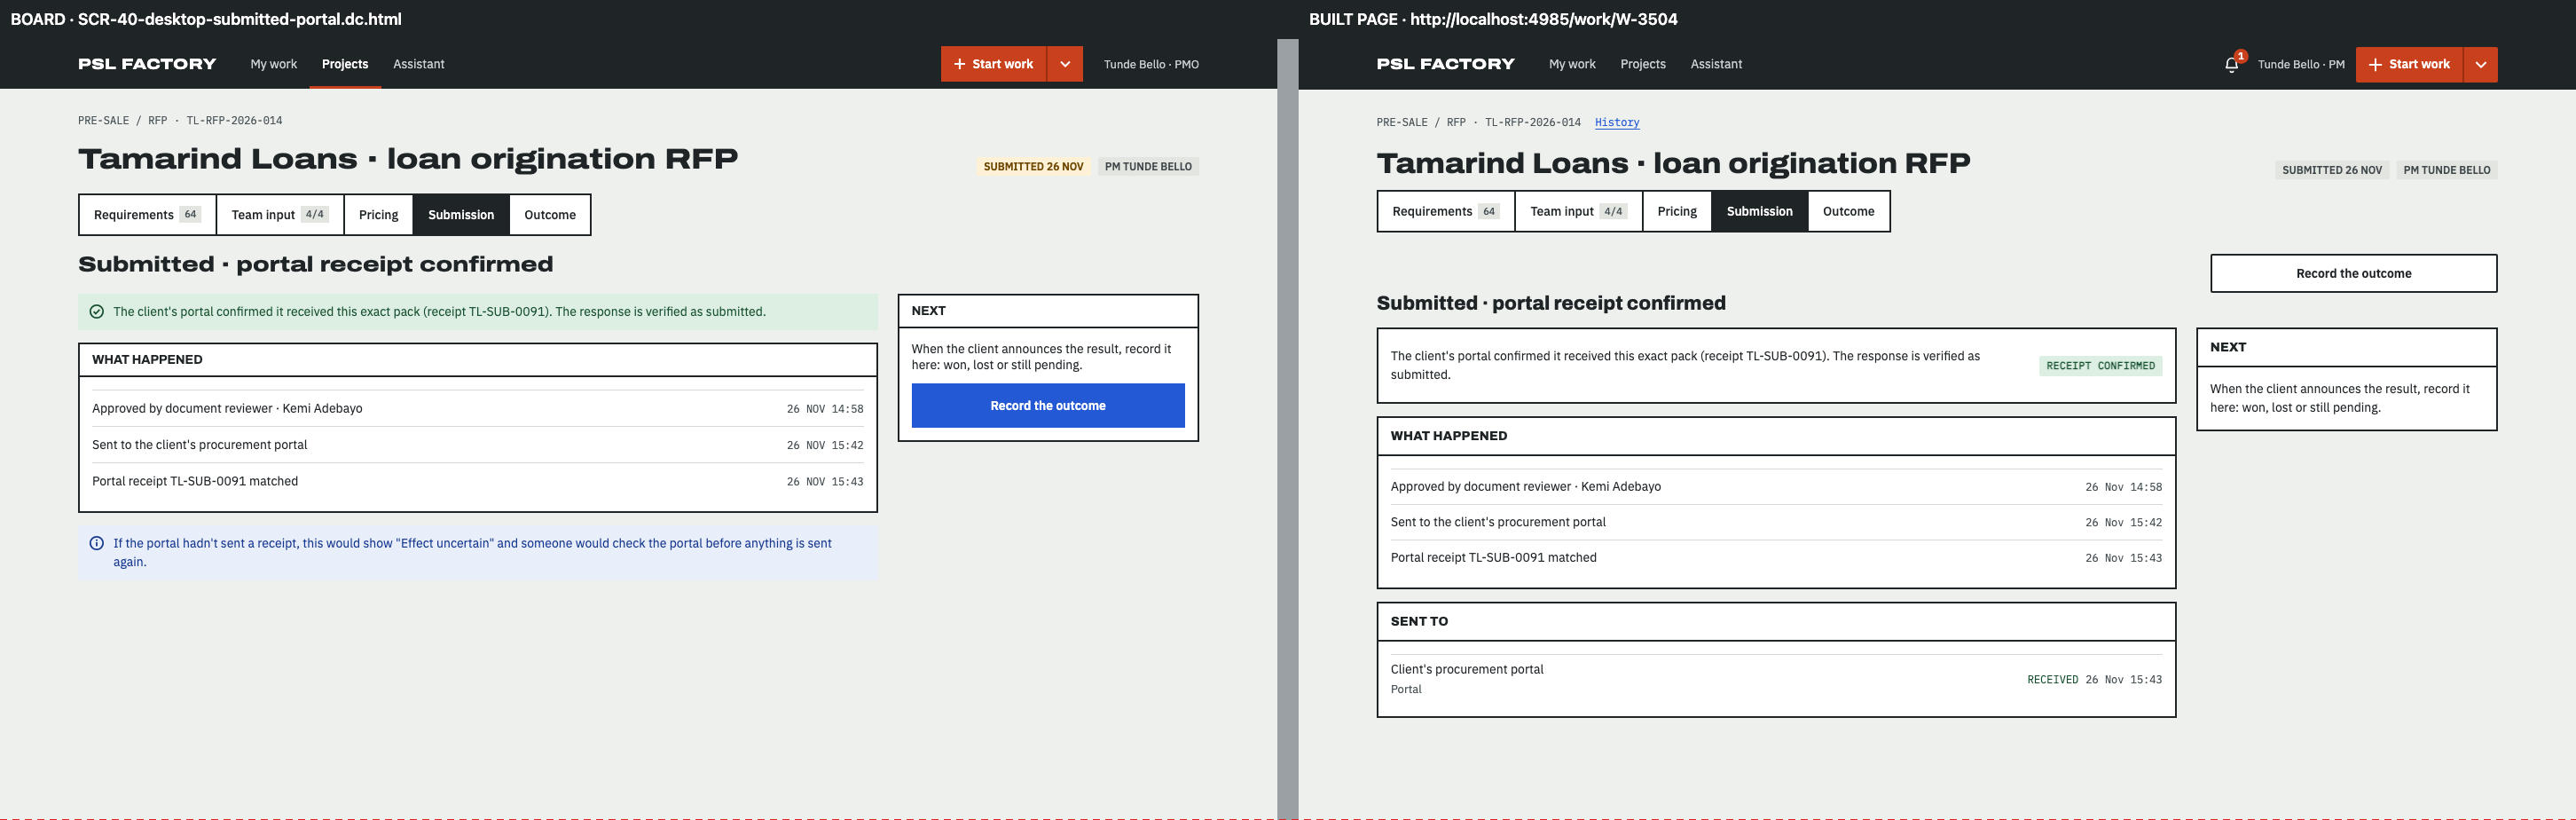 BOARD · SCR-40-desktop-submitted-portal.dc.html
PSL FACTORY
My work
Projects
Assistant
+ Start work
Tunde Bello · PMO
PRE-SALE / RFP · TL-RFP-2026-014
Tamarind Loans · loan origination RFP
SUBMITTED 26 NOV
PM TUNDE BELLO
Requirements 64
Team input 4/4
Pricing
Submission
Outcome
Submitted · portal receipt confirmed
The client's portal confirmed it received this exact pack (receipt TL-SUB-0091). The response is verified as submitted.
WHAT HAPPENED
Approved by document reviewer · Kemi Adebayo 26 NOV 14:58
Sent to the client's procurement portal 26 NOV 15:42
Portal receipt TL-SUB-0091 matched 26 NOV 15:43
If the portal hadn't sent a receipt, this would show "Effect uncertain" and someone would check the portal before anything is sent
again.
NEXT
When the client announces the result, record it
here: won, lost or still pending.
Record the outcome
BUILT PAGE · http://localhost:4985/work/W-3504
PSL FACTORY
My work
Projects
Assistant
1
Tunde Bello · PM
+ Start work
PRE-SALE / RFP · TL-RFP-2026-014 History
Tamarind Loans · loan origination RFP
SUBMITTED 26 NOV
PM TUNDE BELLO
Requirements 64
Team input 4/4
Pricing
Submission
Outcome
Record the outcome
Submitted · portal receipt confirmed
The client's portal confirmed it received this exact pack (receipt TL-SUB-0091). The response is verified as
submitted.
RECEIPT CONFIRMED
WHAT HAPPENED
Approved by document reviewer · Kemi Adebayo 26 Nov 14:58
Sent to the client's procurement portal 26 Nov 15:42
Portal receipt TL-SUB-0091 matched 26 Nov 15:43
SENT TO
Client's procurement portal
Portal
RECEIVED 26 Nov 15:43
NEXT
When the client announces the result, record it
here: won, lost or still pending.